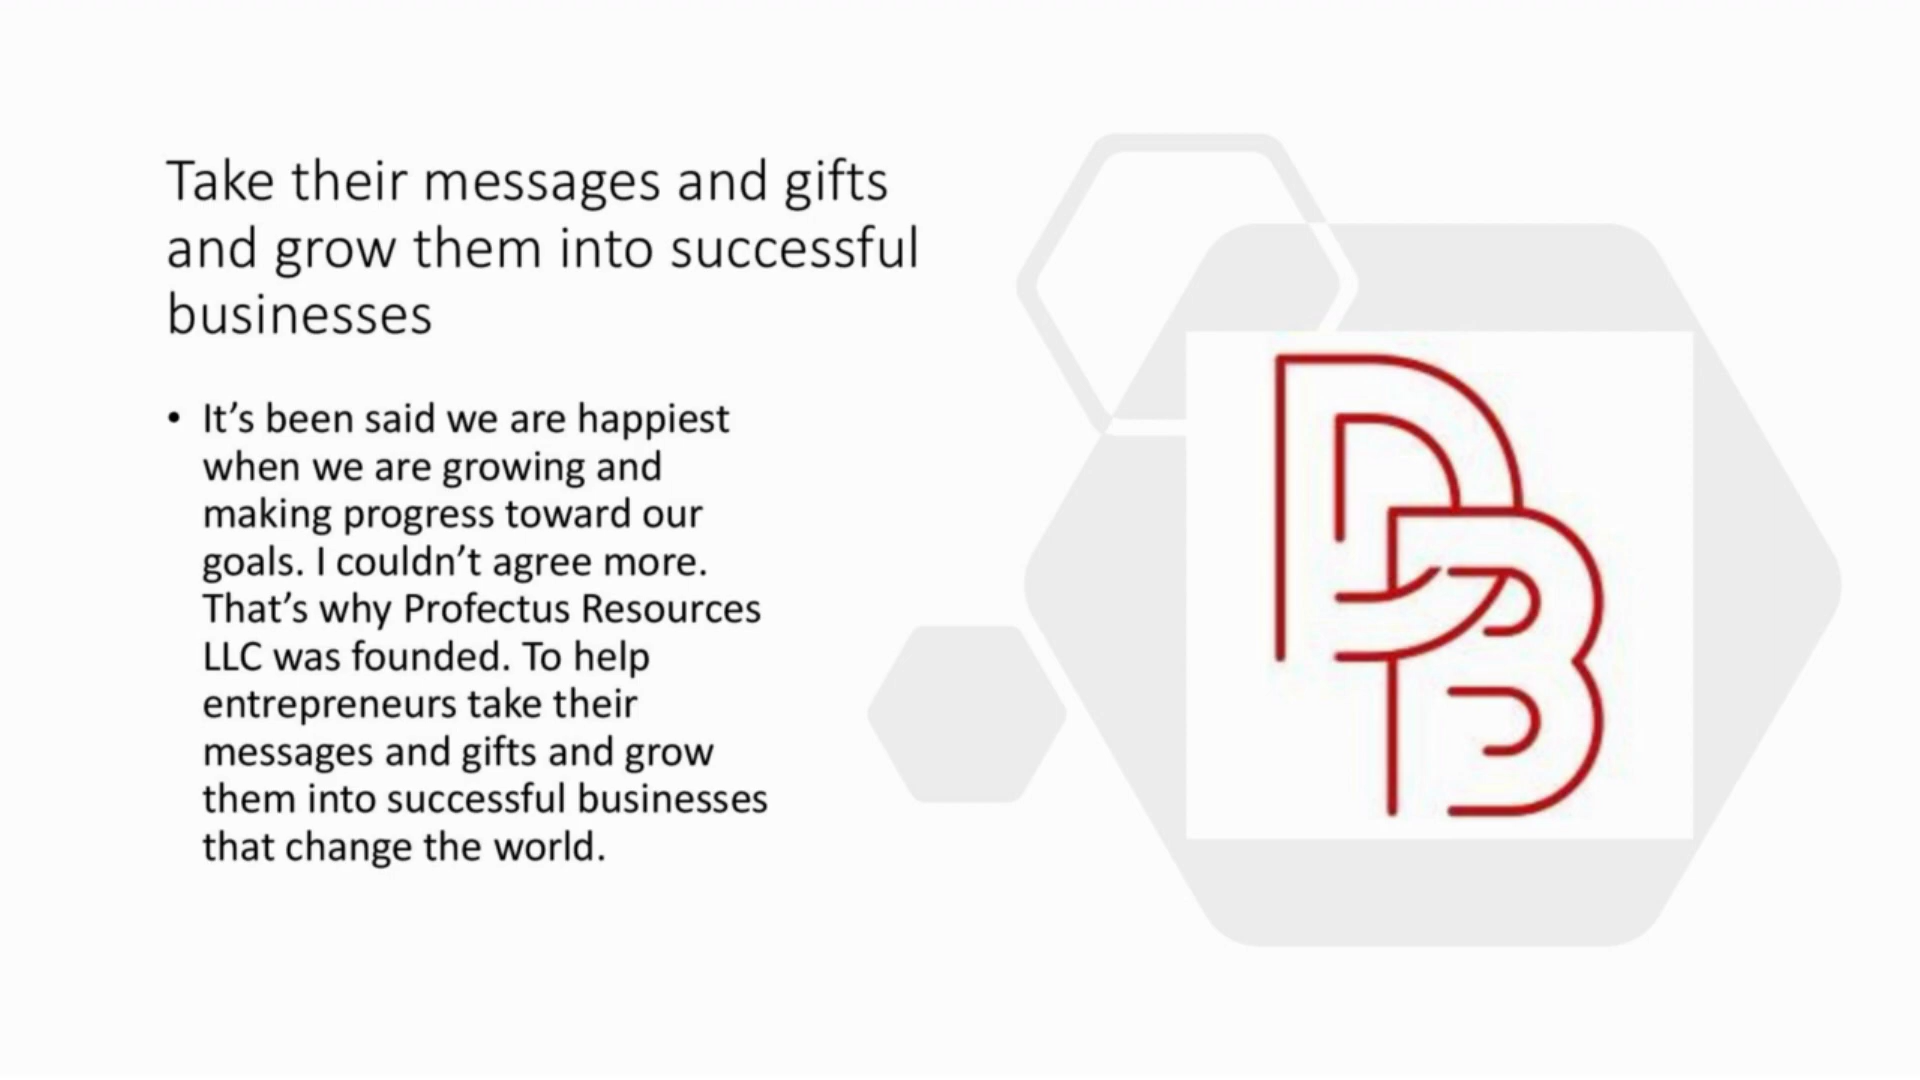 Take their messages and gifts
and grow them into successful
businesses
• It’s been said we are happiest
when we are growing and
making progress toward our
goals. I couldn’t agree more.
That’s why Profectus Resources
LLC was founded. To help
entrepreneurs take their
messages and gifts and grow
them into successful businesses
that change the world.
DB